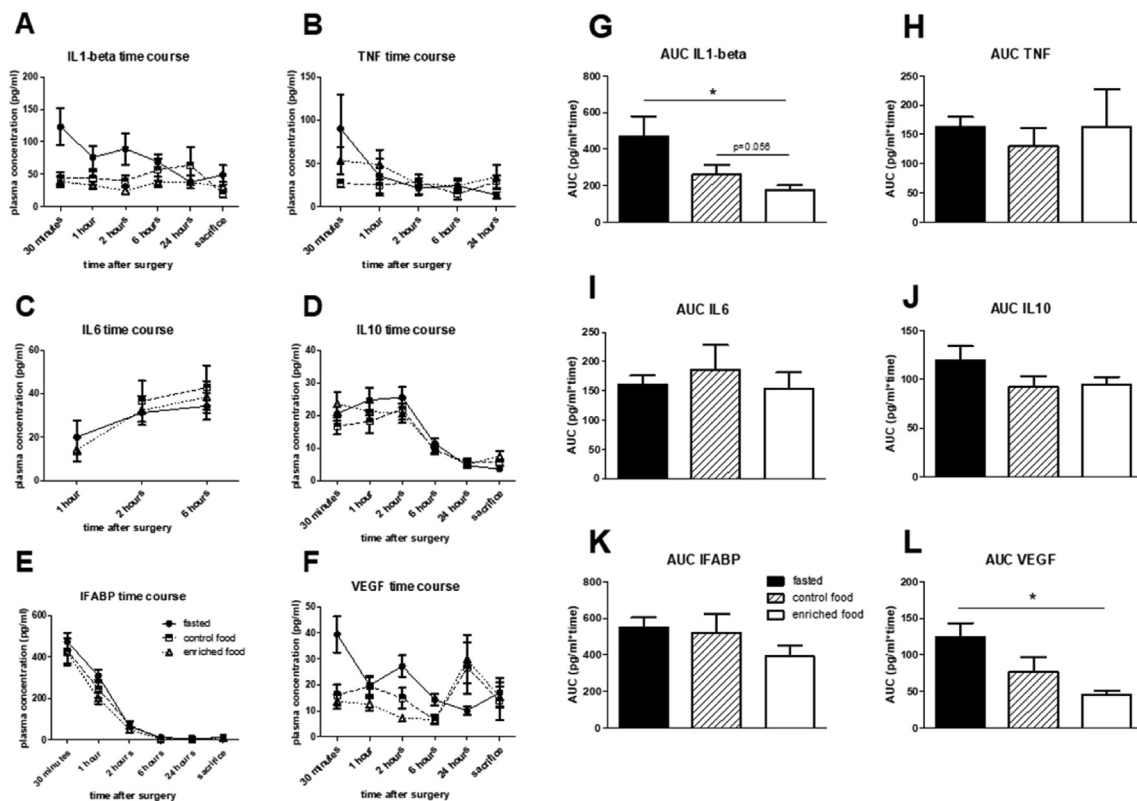 A
IL1-beta time course
plasma concentration (pg/ml)
200
150
100
50
0
30 minutes
1 hour
2 hours
6 hours
24 hours
sacrifice
time after surgery
B
TNF time course
plasma concentration (pg/ml)
150
100
50
0
30 minutes
1 hour
2 hours
6 hours
24 hours
time after surgery
G
AUC IL1-beta
AUC (pg/ml*time)
800
600
400
200
0
*
p=0.056
H
AUC TNF
AUC (pg/ml*time)
250
200
150
100
50
0
C
IL6 time course
plasma concentration (pg/ml)
60
40
20
0
1 hour
2 hours
6 hours
time after surgery
D
IL10 time course
plasma concentration (pg/ml)
40
30
20
10
0
30 minutes
1 hour
2 hours
6 hours
24 hours
sacrifice
time after surgery
I
AUC IL6
AUC (pg/ml*time)
250
200
150
100
50
0
J
AUC IL10
AUC (pg/ml*time)
150
100
50
0
E
IFABP time course
plasma concentration (pg/ml)
600
400
200
0
fasted
control food
enriched food
30 minutes
1 hour
2 hours
6 hours
24 hours
sacrifice
time after surgery
F
VEGF time course
plasma concentration (pg/ml)
50
40
30
20
10
0
30 minutes
1 hour
2 hours
6 hours
24 hours
sacrifice
time after surgery
K
AUC IFABP
AUC (pg/ml*time)
800
600
400
200
0
fasted
control food
enriched food
L
AUC VEGF
AUC (pg/ml*time)
200
150
100
50
0
*